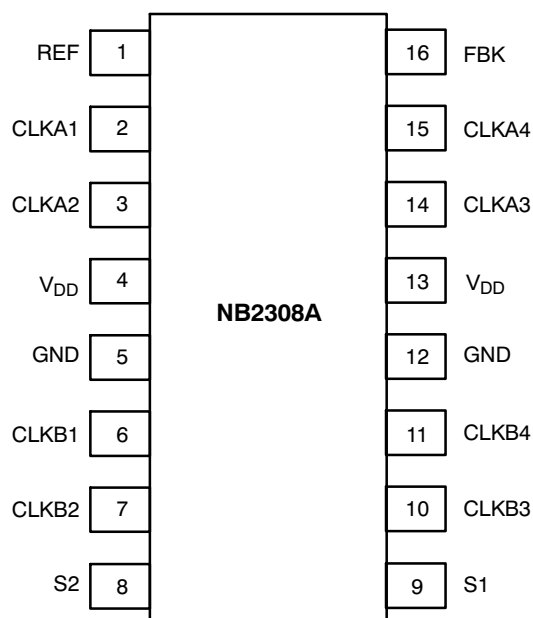 REF 1 16 FBK
CLKA1 2 15 CLKA4
CLKA2 3 14 CLKA3
VDD 4 13 VDD
NB2308A
GND 5 12 GND
CLKB1 6 11 CLKB4
CLKB2 7 10 CLKB3
S2 8 9 S1